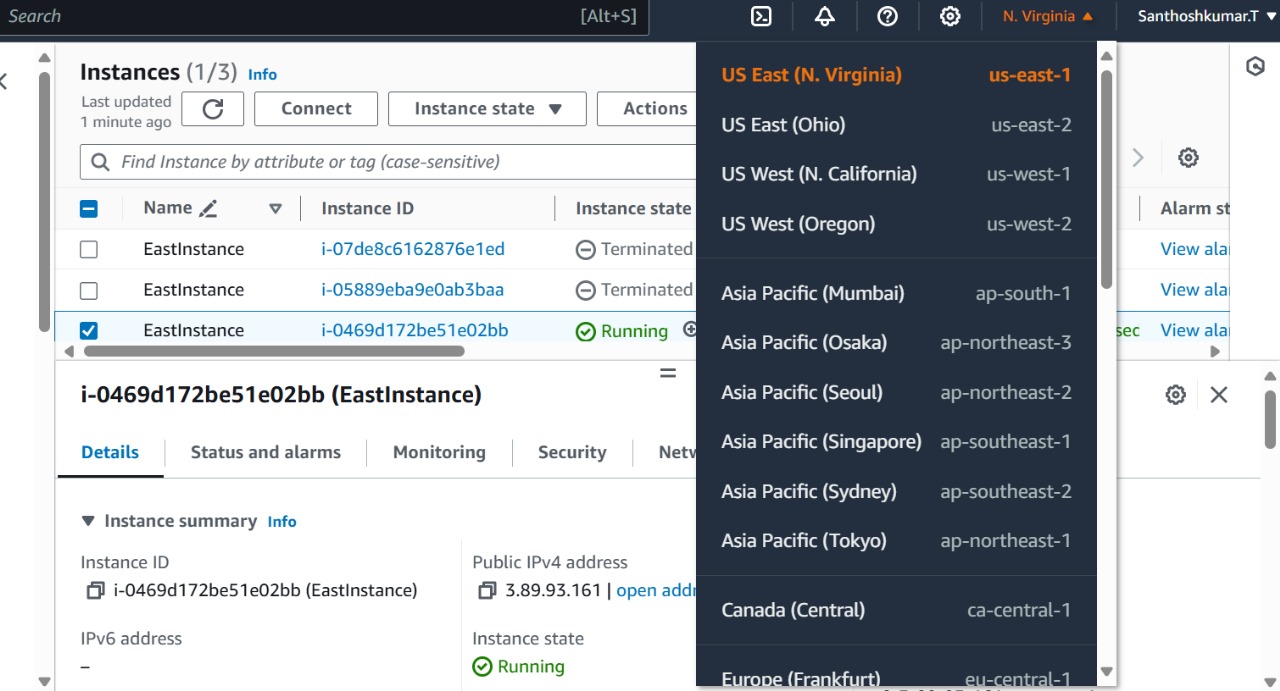 Search [Alt+S] N. Virginia Santhoshkumar.T
Instances (1/3) Info
Last updated
1 minute ago
Connect Instance state Actions
Find Instance by attribute or tag (case-sensitive)
Name Instance ID Instance state Alarm st
EastInstance i-07de8c6162876e1ed Terminated View alar
EastInstance i-05889eba9e0ab3baa Terminated View alar
EastInstance i-0469d172be51e02bb Running sec View alar
US East (N. Virginia) us-east-1
US East (Ohio) us-east-2
US West (N. California) us-west-1
US West (Oregon) us-west-2
Asia Pacific (Mumbai) ap-south-1
Asia Pacific (Osaka) ap-northeast-3
Asia Pacific (Seoul) ap-northeast-2
Asia Pacific (Singapore) ap-southeast-1
Asia Pacific (Sydney) ap-southeast-2
Asia Pacific (Tokyo) ap-northeast-1
Canada (Central) ca-central-1
Europe (Frankfurt) eu-central-1
i-0469d172be51e02bb (EastInstance)
Details Status and alarms Monitoring Security Netw
Instance summary Info
Instance ID
i-0469d172be51e02bb (EastInstance)
Public IPv4 address
3.89.93.161 | open addr
IPv6 address
–
Instance state
Running